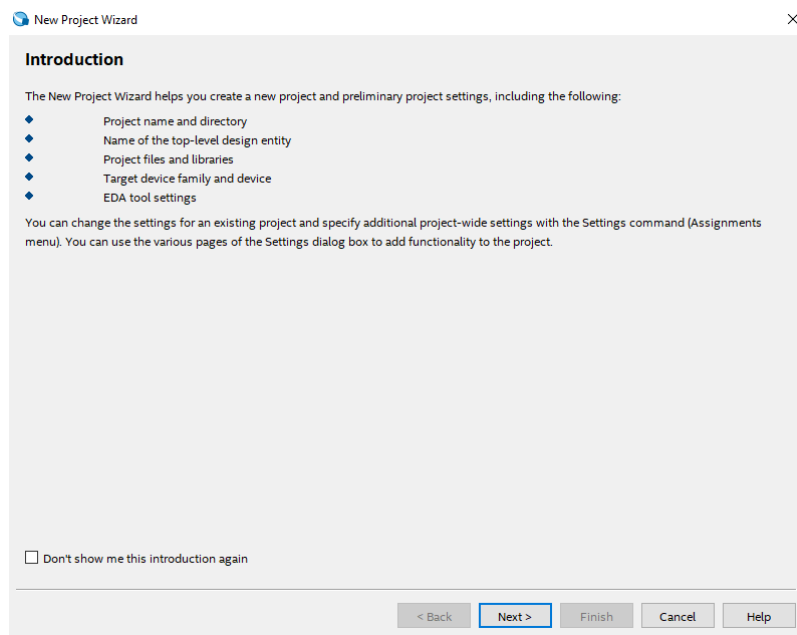 New Project Wizard
Introduction
The New Project Wizard helps you create a new project and preliminary project settings, including the following:
Project name and directory
Name of the top-level design entity
Project files and libraries
Target device family and device
EDA tool settings
You can change the settings for an existing project and specify additional project-wide settings with the Settings command (Assignments
menu). You can use the various pages of the Settings dialog box to add functionality to the project.
Don't show me this introduction again
< Back Next > Finish Cancel Help